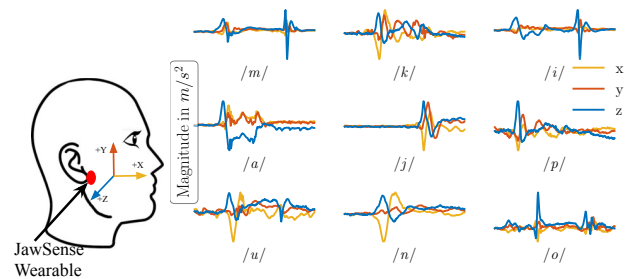 +Y
+X
+Z
JawSense
Wearable
Magnitude in m/s²
/m/
/k/
/i/
x
y
z
/a/
/j/
/p/
/u/
/n/
/o/